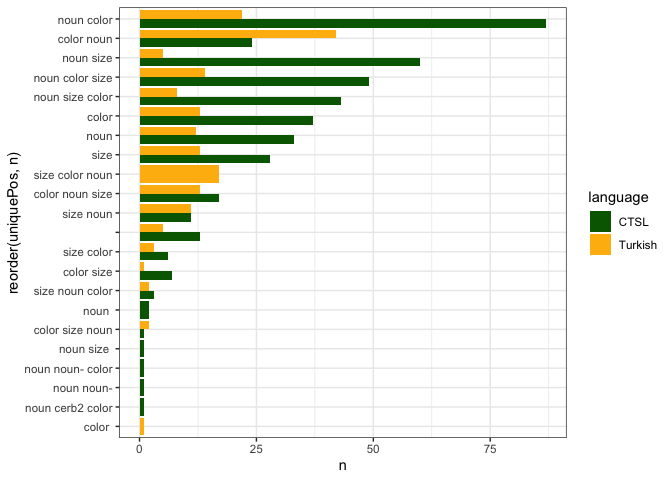 noun color
color noun
noun size
noun color size
noun size color
color
noun
size
size color noun
color noun size
size noun
size color
color size
size noun color
noun
color size noun
noun size
noun noun- color
noun noun-
noun cerb2 color
color
reorder(uniquePos, n)
0 25 50 75
n
language
CTSL
Turkish